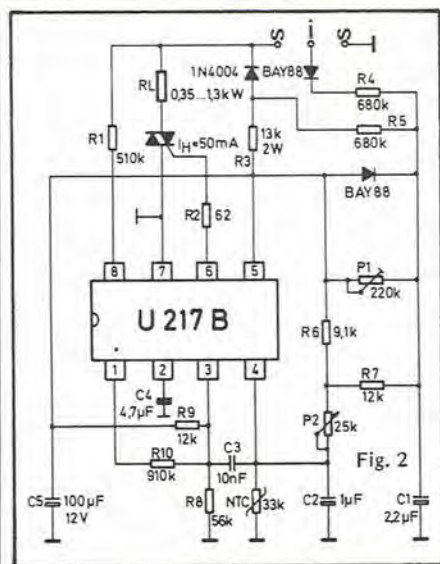 S
i
S
1N4004
BAY88
R4
680k
R5
680k
RL
0,35...1,3kW
R1
510k
IH=50mA
13k
2W
R3
R2
62
BAY88
P1
220k
8
7
6
5
U 217 B
R6
9,1k
R7
12k
1
2
3
4
C4
4,7µF
R9
12k
P2
25k
R10
910k
C3
10nF
Fig. 2
C5
100µF
12V
R8
56k
NTC
33k
C2
1µF
C1
2,2µF